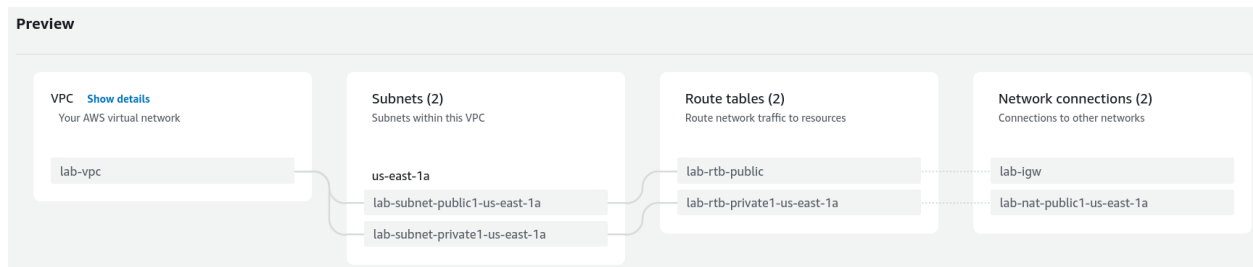 Preview
VPC Show details
Your AWS virtual network
lab-vpc
Subnets (2)
Subnets within this VPC
us-east-1a
lab-subnet-public1-us-east-1a
lab-subnet-private1-us-east-1a
Route tables (2)
Route network traffic to resources
lab-rtb-public
lab-rtb-private1-us-east-1a
Network connections (2)
Connections to other networks
lab-igw
lab-nat-public1-us-east-1a